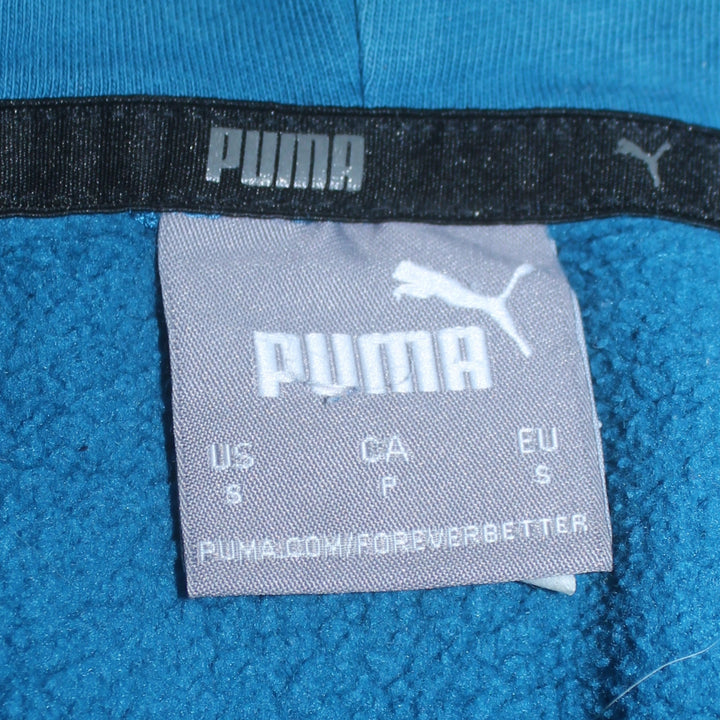 PUMA
PUMA
US CA EU
S P S
PUMA.COM/FOREVERBETTER